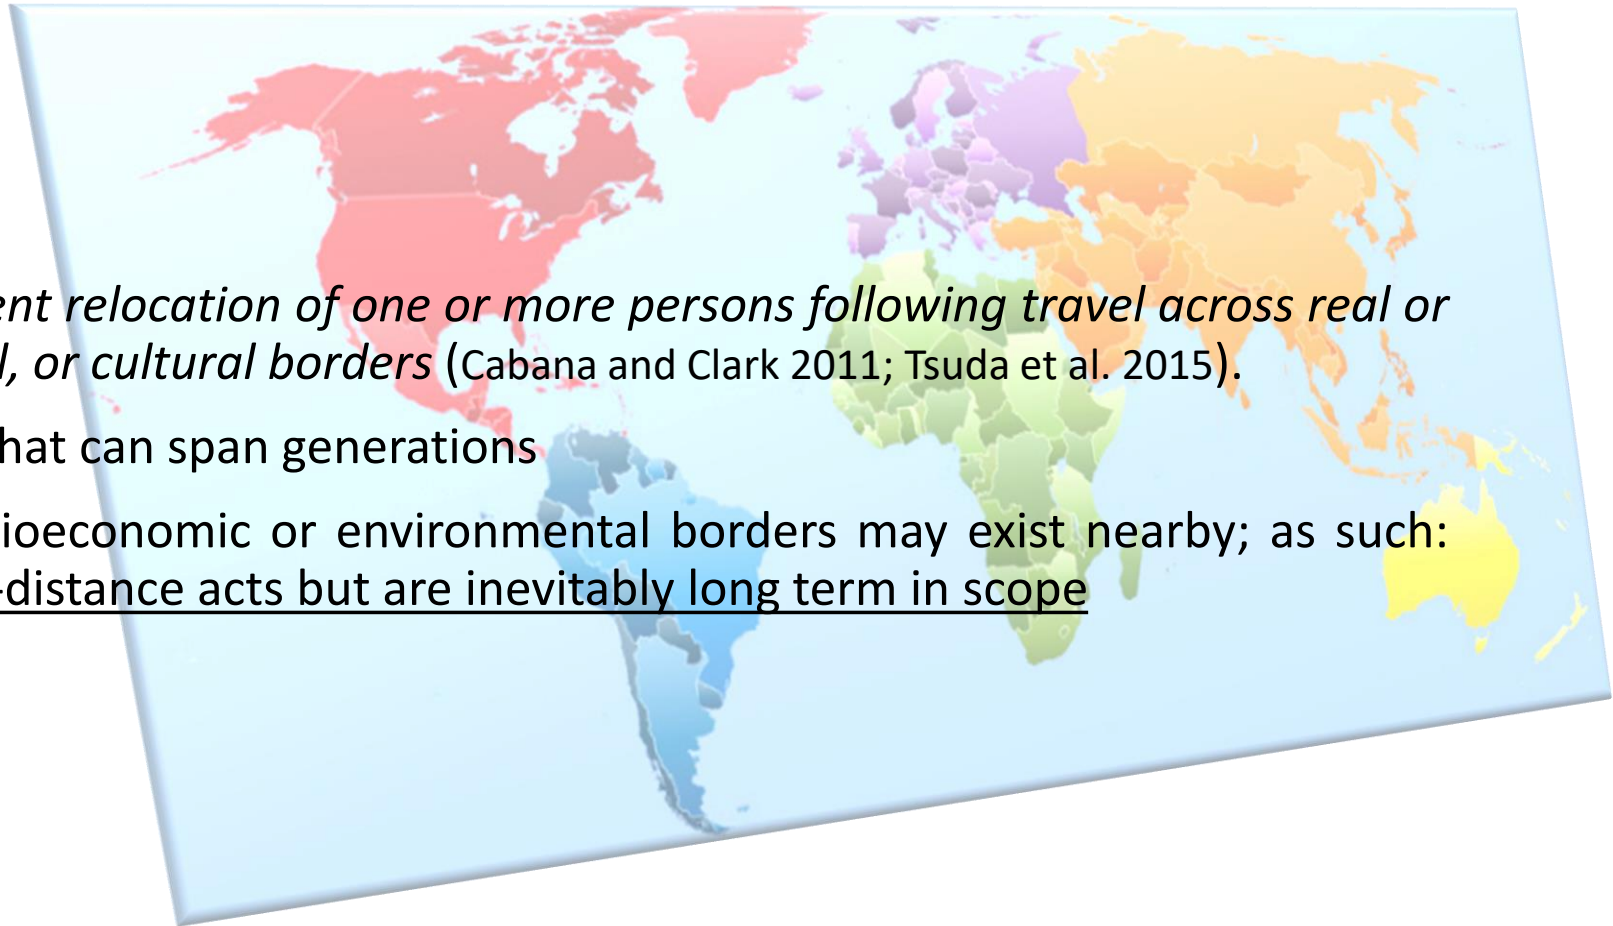 ent relocation of one or more persons following travel across real or
l, or cultural borders (Cabana and Clark 2011; Tsuda et al. 2015).
hat can span generations
ioeconomic or environmental borders may exist nearby; as such:
-distance acts but are inevitably long term in scope